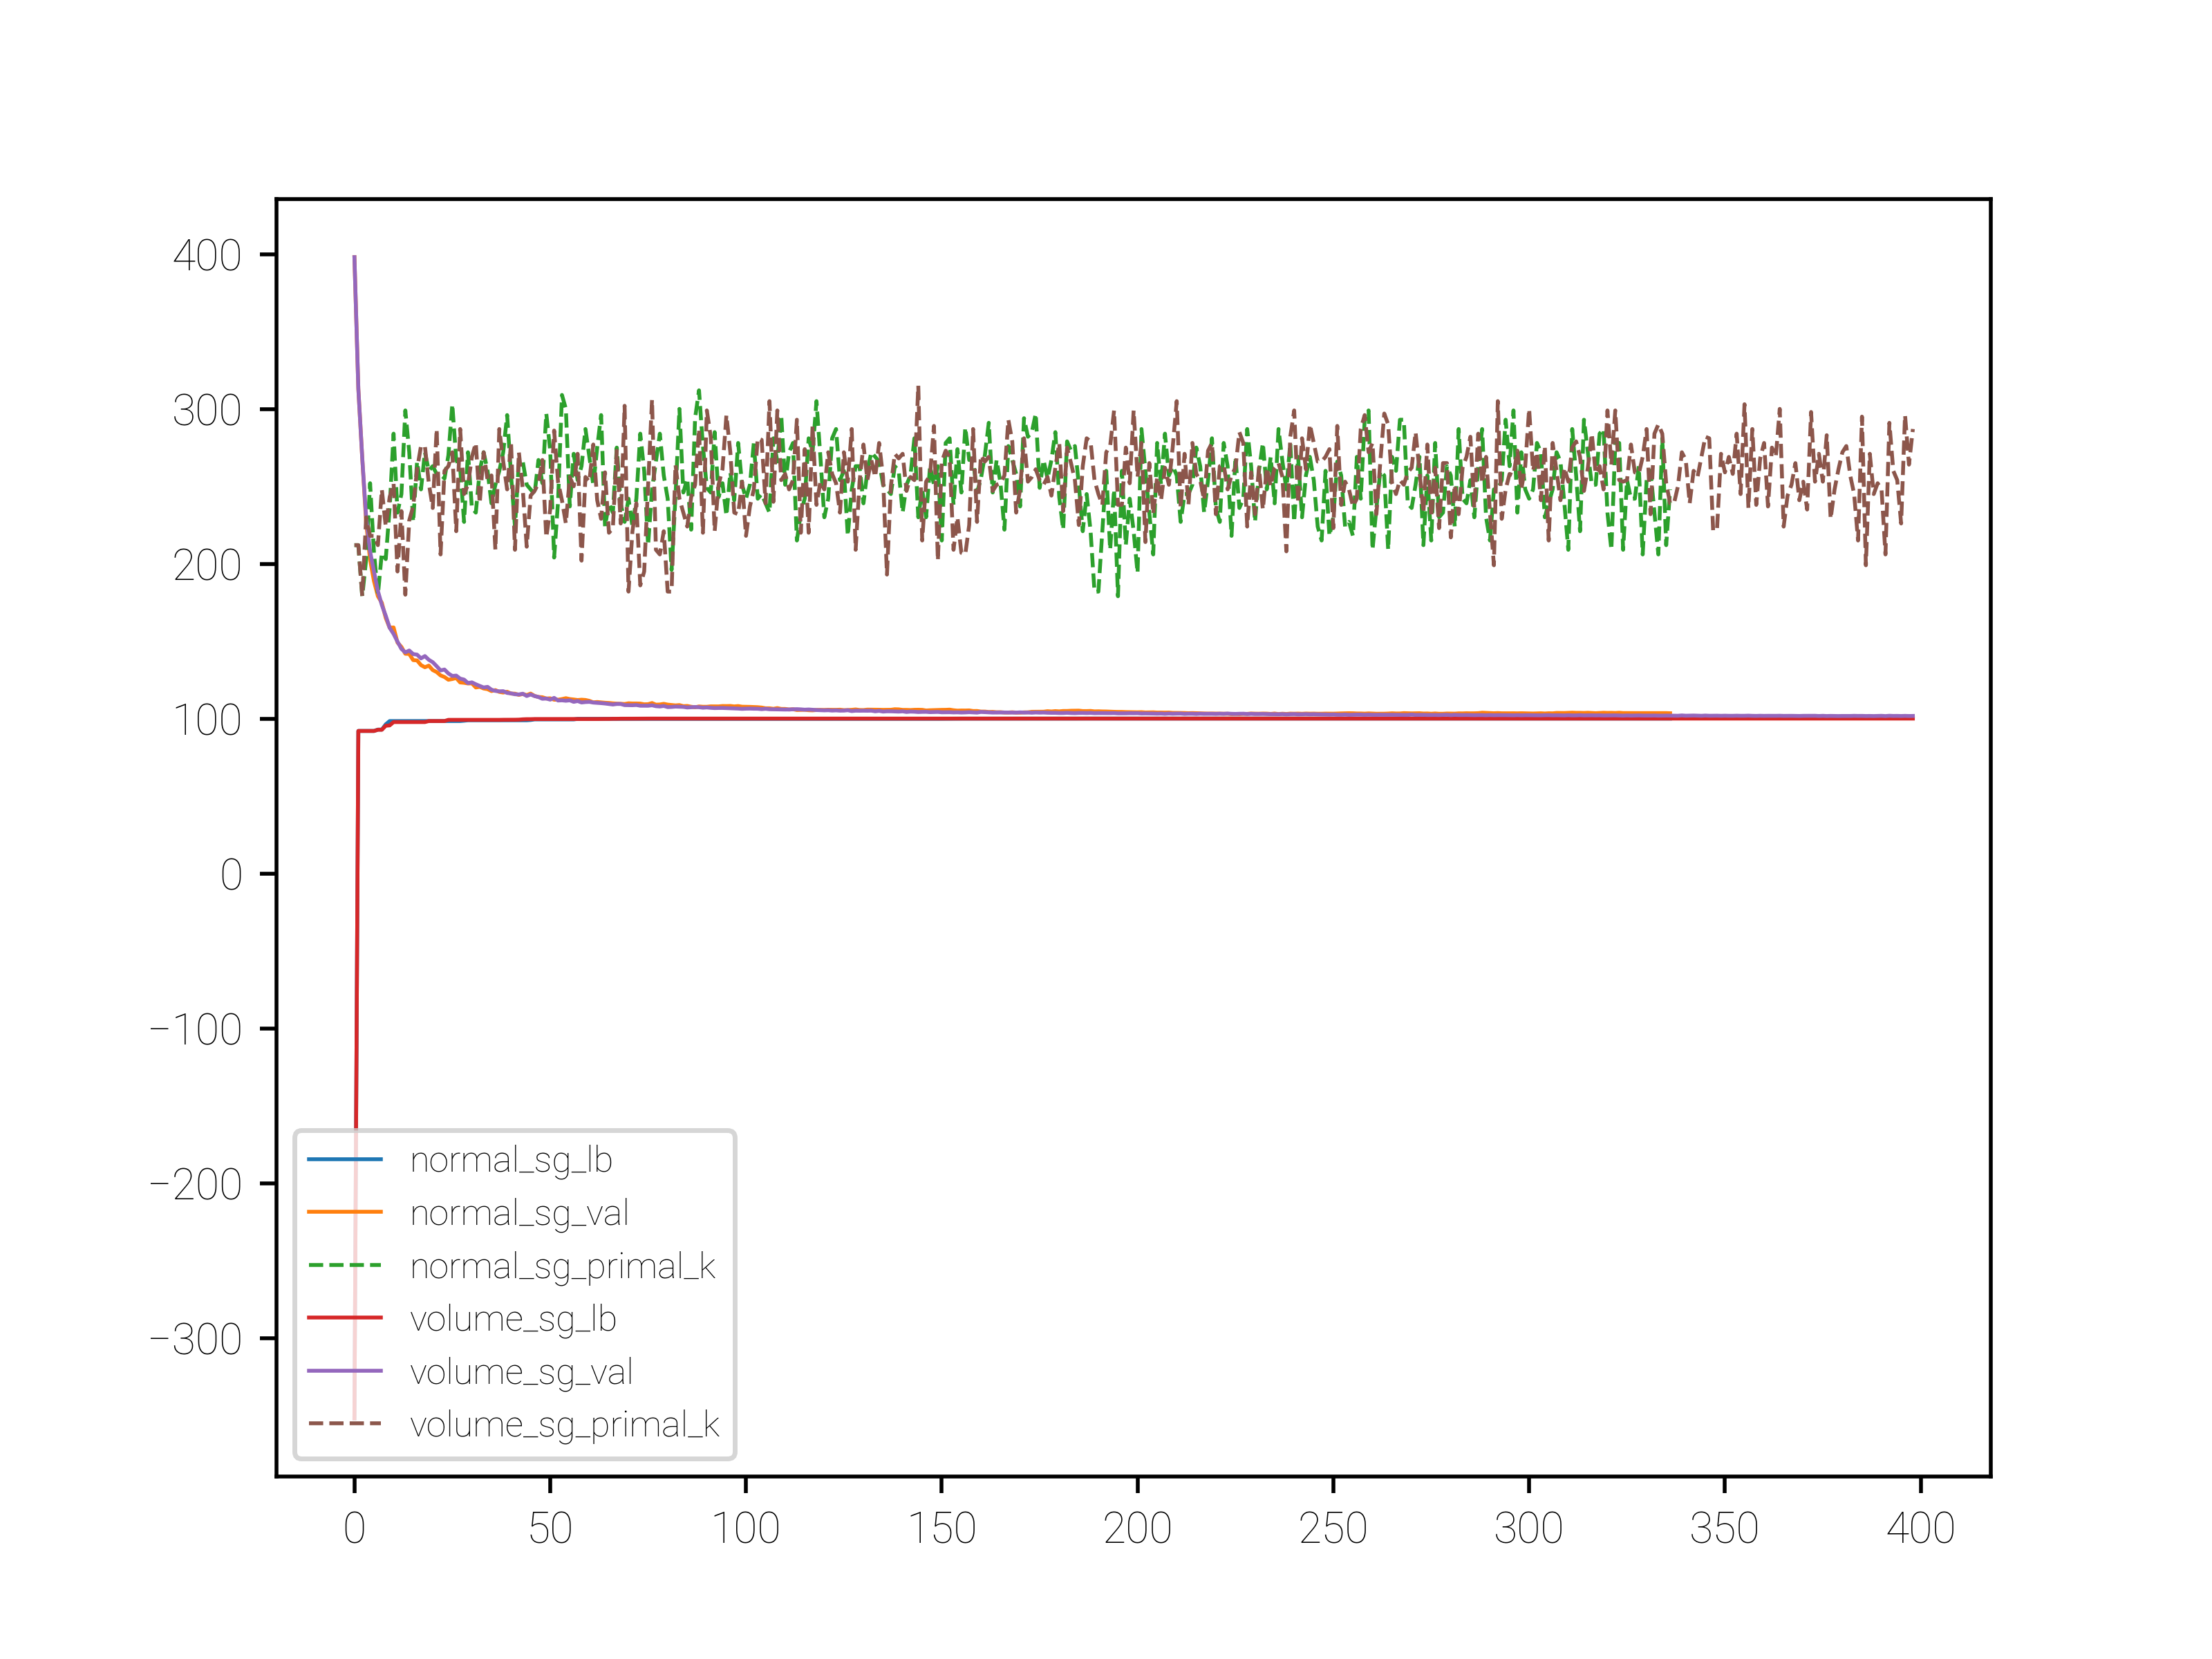 400
300
200
100
0
−100
−200
−300
normal_sg_lb
normal_sg_val
normal_sg_primal_k
volume_sg_lb
volume_sg_val
volume_sg_primal_k
0 50 100 150 200 250 300 350 400